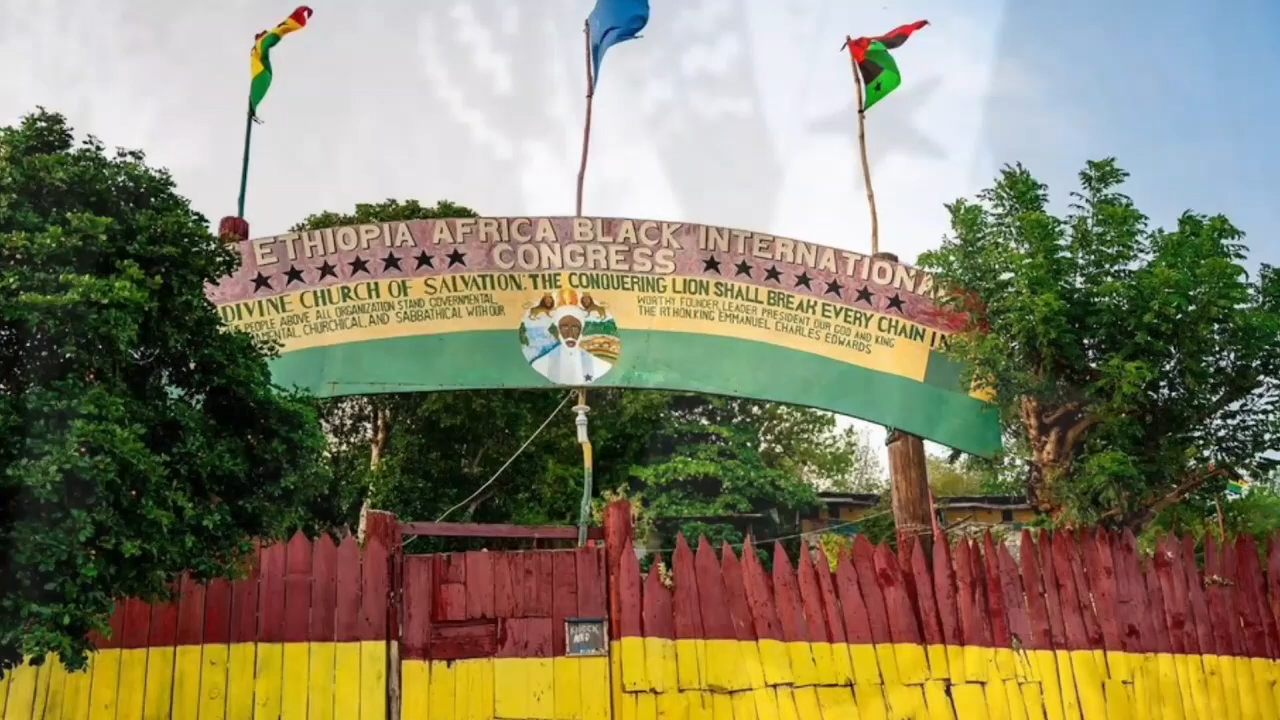 ETHIOPIA AFRICA BLACK INTERNATIONAL
CONGRESS
DIVINE CHURCH OF SALVATION. THE CONQUERING LION SHALL BREAK EVERY CHAIN IN
PEOPLE ABOVE ALL ORGANIZATION STAND GOVERNMENTAL
MENTAL, CHURCHICAL, AND SABBATHICAL WITH OUR
WORTHY FOUNDER, LEADER PRESIDENT OUR GOD AND KING
THE RT.HON.KING EMMANUEL CHARLES EDWARDS
KNOCK